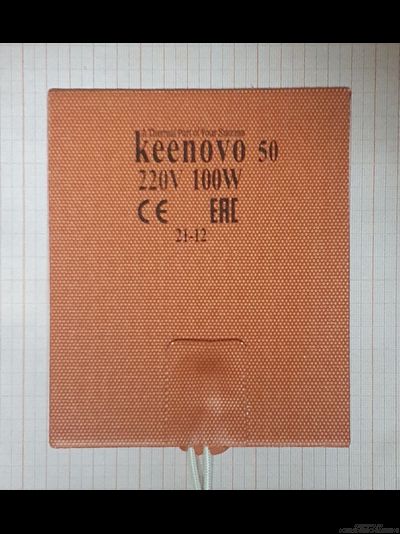 A Thermal Part of Your Success
keenovo 50
220V 100W
CE EAC
21-12